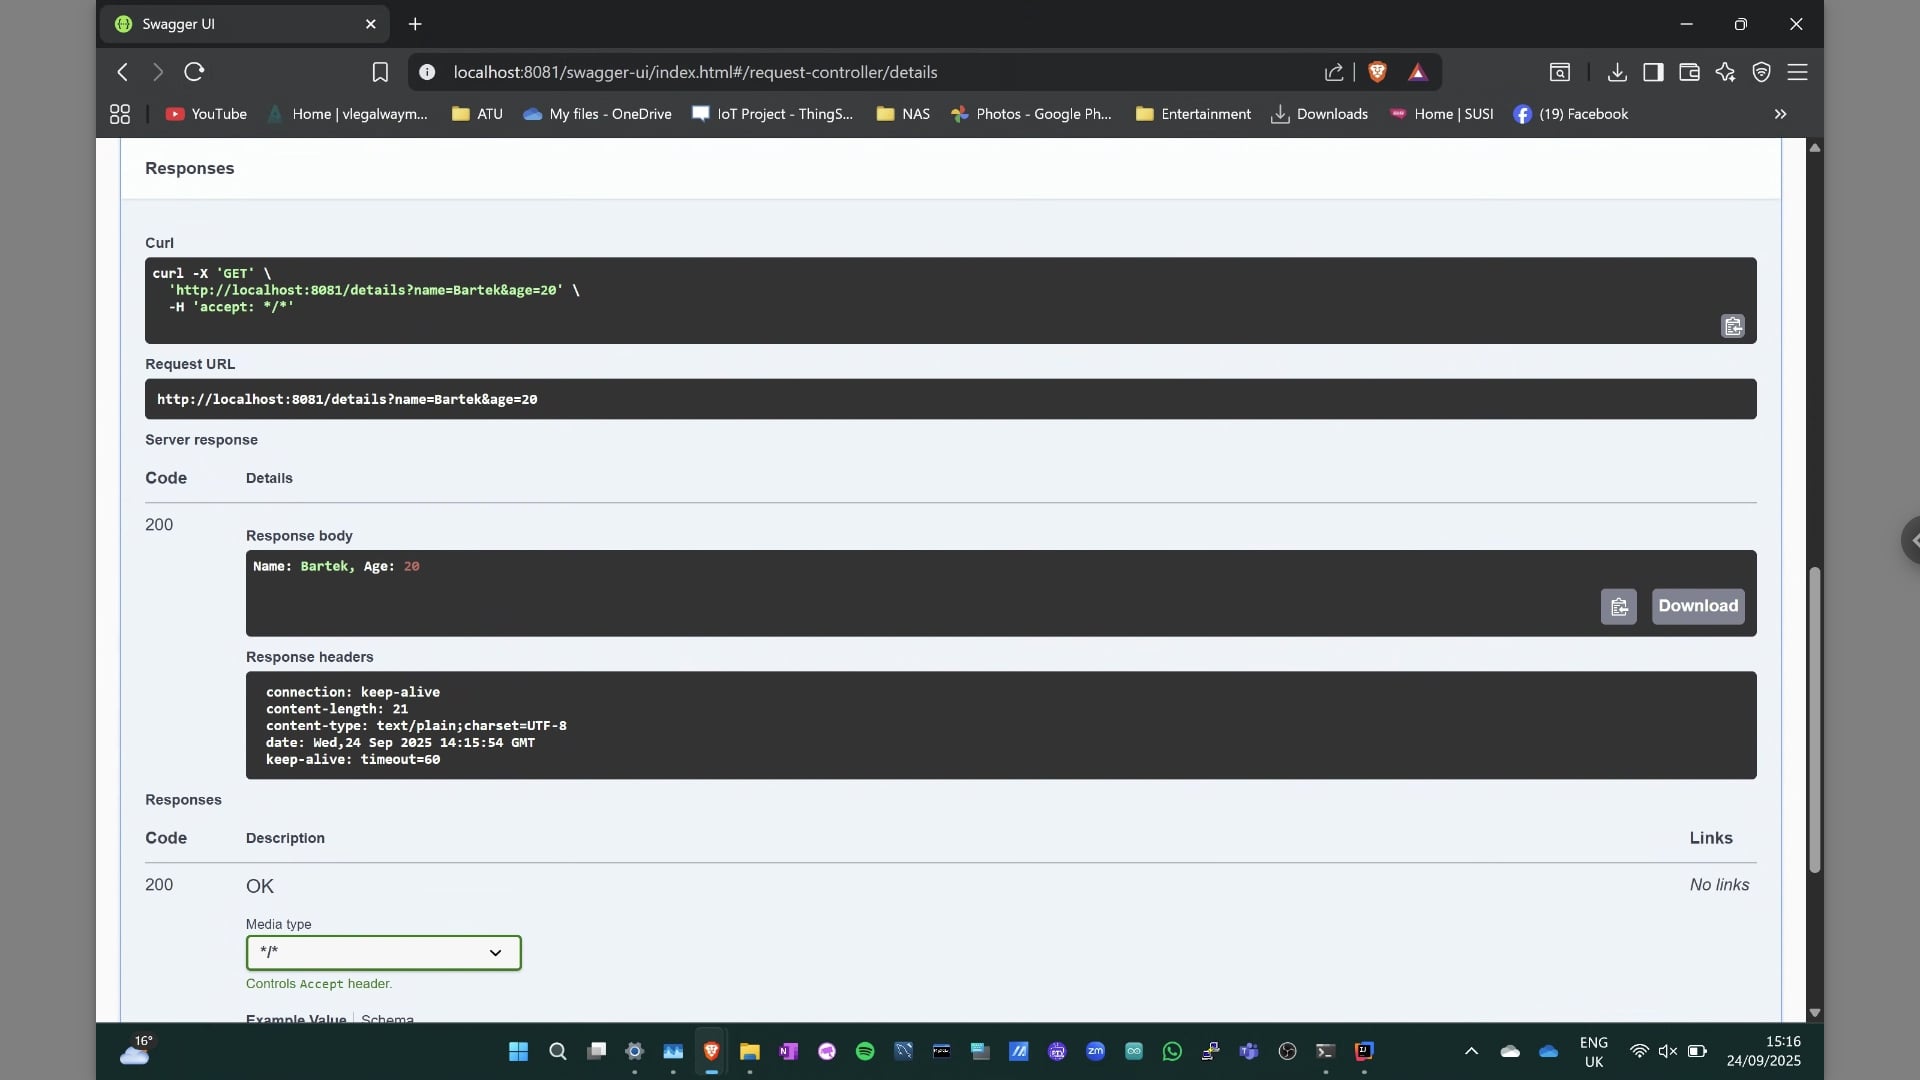 Swagger UI
localhost:8081/swagger-ui/index.html#/request-controller/details
YouTube Home | vlegalwaym... ATU My files - OneDrive IoT Project - ThingS... NAS Photos - Google Ph... Entertainment Downloads Home | SUSI (19) Facebook
Responses
Curl
curl -X 'GET' \
'http://localhost:8081/details?name=Bartek&age=20' \
-H 'accept: */*'
Request URL
http://localhost:8081/details?name=Bartek&age=20
Server response
Code Details
200
Response body
Name: Bartek, Age: 20
Download
Response headers
connection: keep-alive
content-length: 21
content-type: text/plain;charset=UTF-8
date: Wed,24 Sep 2025 14:15:54 GMT
keep-alive: timeout=60
Responses
Code Description Links
200 OK No links
Media type
*/*
Controls Accept header.
Example Value Schema
16°
ENG
UK
15:16
24/09/2025